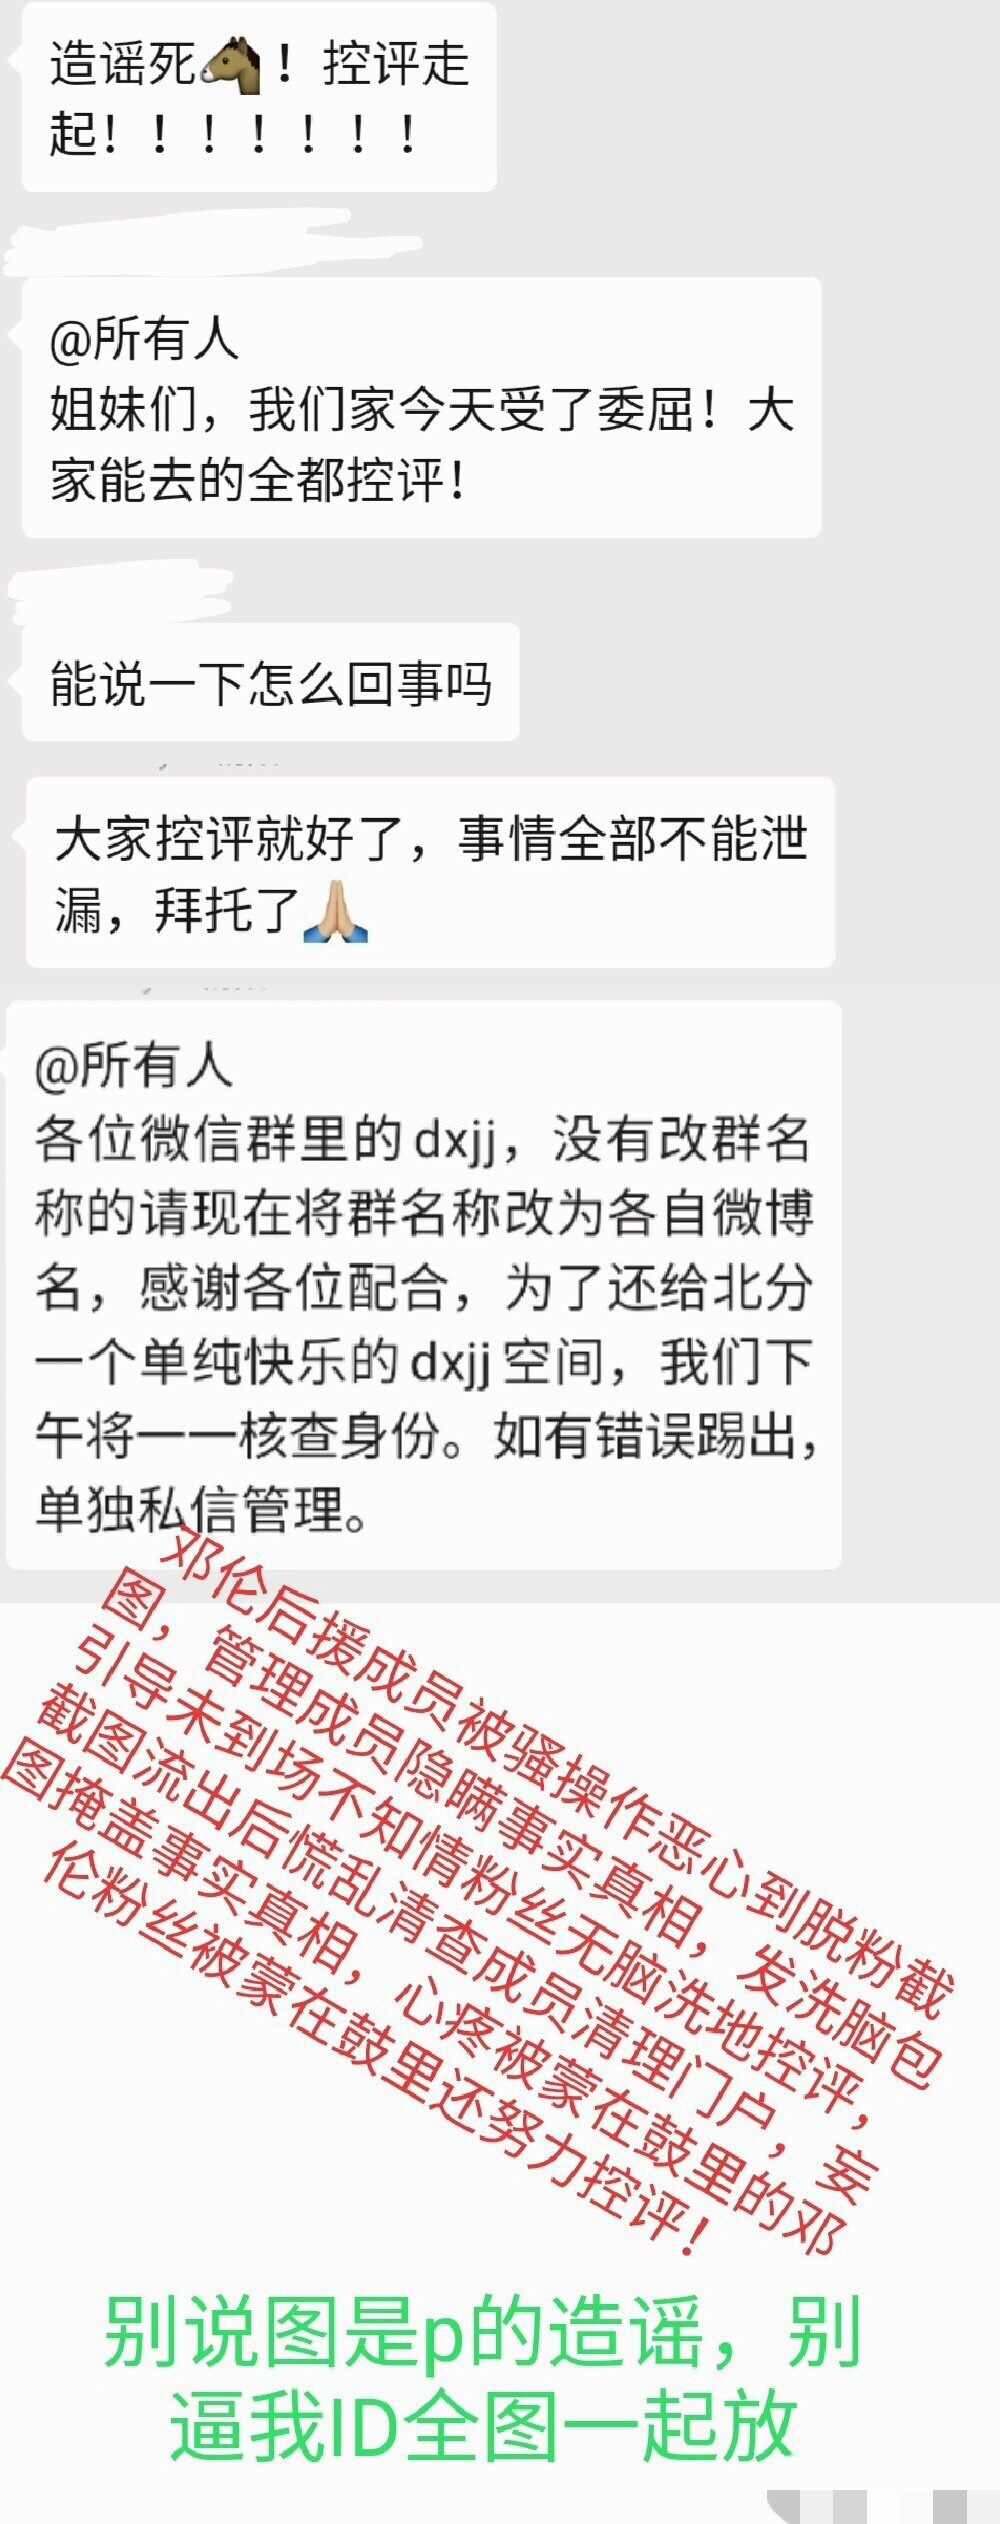 造谣死🐴！控评走
起！！！！！！！
@所有人
姐妹们，我们家今天受了委屈！大
家能去的全都控评！
能说一下怎么回事吗
大家控评就好了，事情全部不能泄
漏，拜托了🙏🏼
@所有人
各位微信群里的dxjj，没有改群名
称的请现在将群名称改为各自微博
名，感谢各位配合，为了还给北分
一个单纯快乐的dxjj空间，我们下
午将一一核查身份。如有错误踢出，
单独私信管理。
邓伦后援成员被骚操作恶心到脱粉截
图，管理成员隐瞒事实真相，发洗脑包
引导未到场不知情粉丝无脑洗地控评，
截图流出后慌乱清查成员清理门户，妄
图掩盖事实真相，心疼被蒙在鼓里的邓
伦粉丝被蒙在鼓里还努力控评！
别说图是p的造谣，别
逼我ID全图一起放